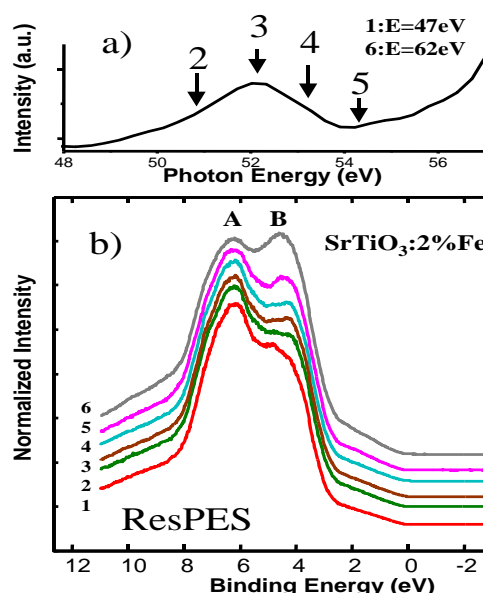 a)
1:E=47eV
6:E=62eV
2 3 4 5
Intensity (a.u.)
48 50 52 54 56
Photon Energy (eV)
b)
A B
SrTiO₃:2%Fe
Normalized Intensity
6
5
4
3
2
1
ResPES
12 10 8 6 4 2 0 -2
Binding Energy (eV)